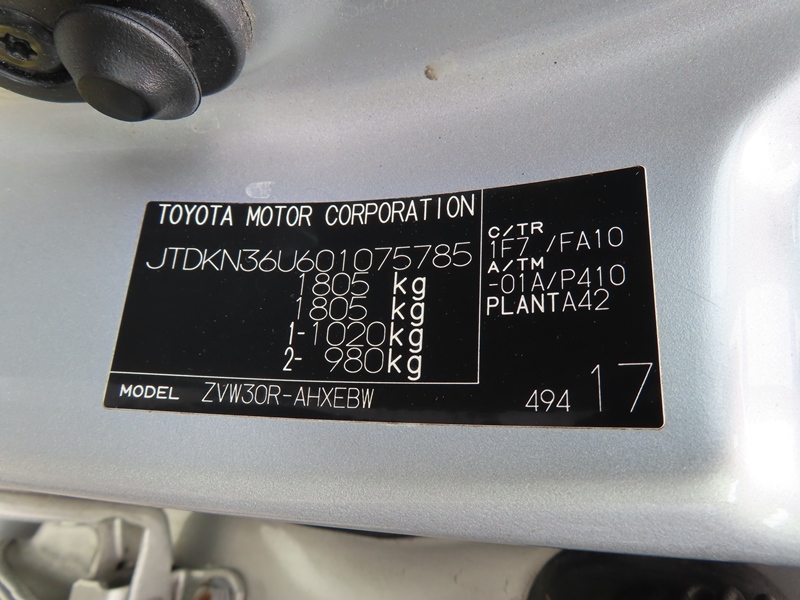 TOYOTA MOTOR CORPORATION
JTDKN36U601075785
1805 kg
1805 kg
1-1020kg
2- 980kg
C/TR
1F7 /FA10
A/TM
-01A/P410
PLANTA42
MODEL ZVW30R-AHXEBW
494 17